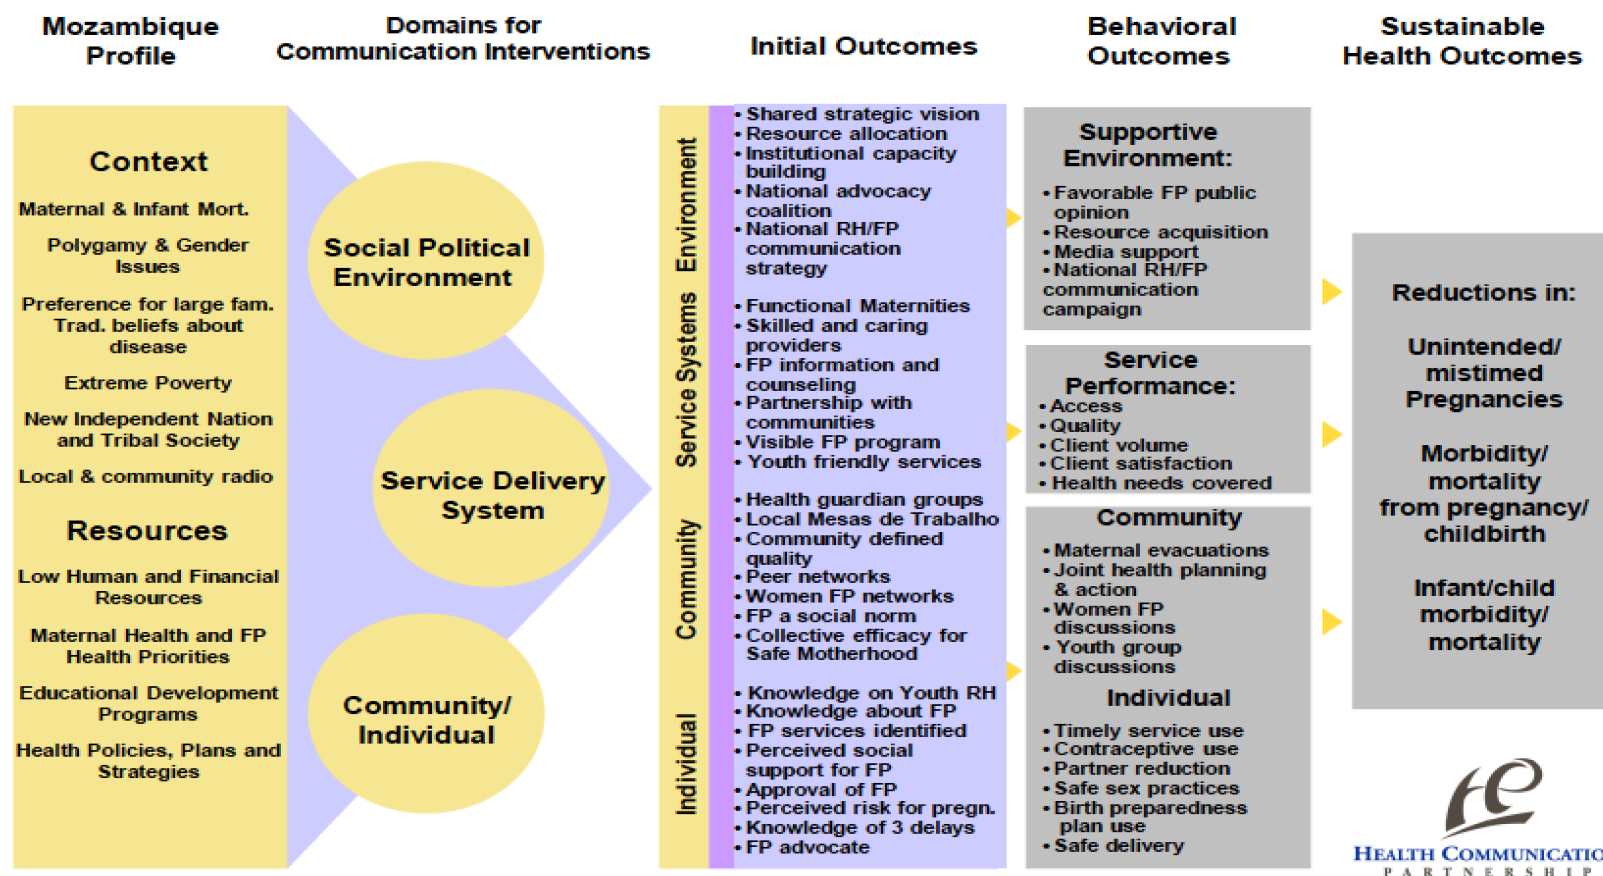 Mozambique
Profile
Domains for
Communication Interventions
Initial Outcomes
Behavioral
Outcomes
Sustainable
Health Outcomes
Context
Maternal & Infant Mort.
Polygamy & Gender
Issues
Preference for large fam.
Trad. beliefs about
disease
Extreme Poverty
New Independent Nation
and Tribal Society
Local & community radio
Resources
Low Human and Financial
Resources
Maternal Health and FP
Health Priorities
Educational Development
Programs
Health Policies, Plans and
Strategies
Social Political
Environment
Service Delivery
System
Community/
Individual
Environment
• Shared strategic vision
• Resource allocation
• Institutional capacity
building
• National advocacy
coalition
• National RH/FP
communication
strategy
Service Systems
• Functional Maternities
• Skilled and caring
providers
• FP information and
counseling
• Partnership with
communities
• Visible FP program
• Youth friendly services
Community
• Health guardian groups
• Local Mesas de Trabalho
• Community defined
quality
• Peer networks
• Women FP networks
• FP a social norm
• Collective efficacy for
Safe Motherhood
Individual
• Knowledge on Youth RH
• Knowledge about FP
• FP services identified
• Perceived social
support for FP
• Approval of FP
• Perceived risk for pregn.
• Knowledge of 3 delays
• FP advocate
Supportive
Environment:
• Favorable FP public
opinion
• Resource acquisition
• Media support
• National RH/FP
communication
campaign
Service
Performance:
• Access
• Quality
• Client volume
• Client satisfaction
• Health needs covered
Community
• Maternal evacuations
• Joint health planning
& action
• Women FP
discussions
• Youth group
discussions
Individual
• Timely service use
• Contraceptive use
• Partner reduction
• Safe sex practices
• Birth preparedness
plan use
• Safe delivery
Reductions in:
Unintended/
mistimed
Pregnancies
Morbidity/
mortality
from pregnancy/
childbirth
Infant/child
morbidity/
mortality
HEALTH COMMUNICATIO
PARTNERSHIP